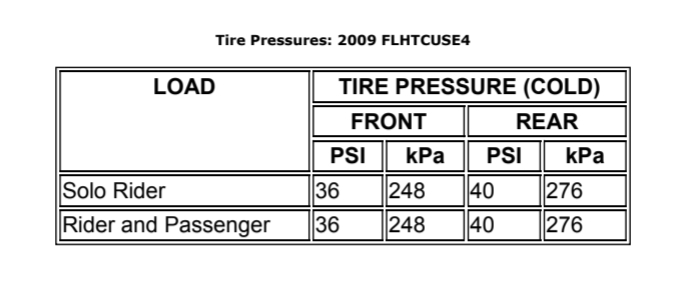 Tire Pressures: 2009 FLHTCUSE4
LOAD TIRE PRESSURE (COLD)
FRONT REAR
PSI kPa PSI kPa
Solo Rider 36 248 40 276
Rider and Passenger 36 248 40 276